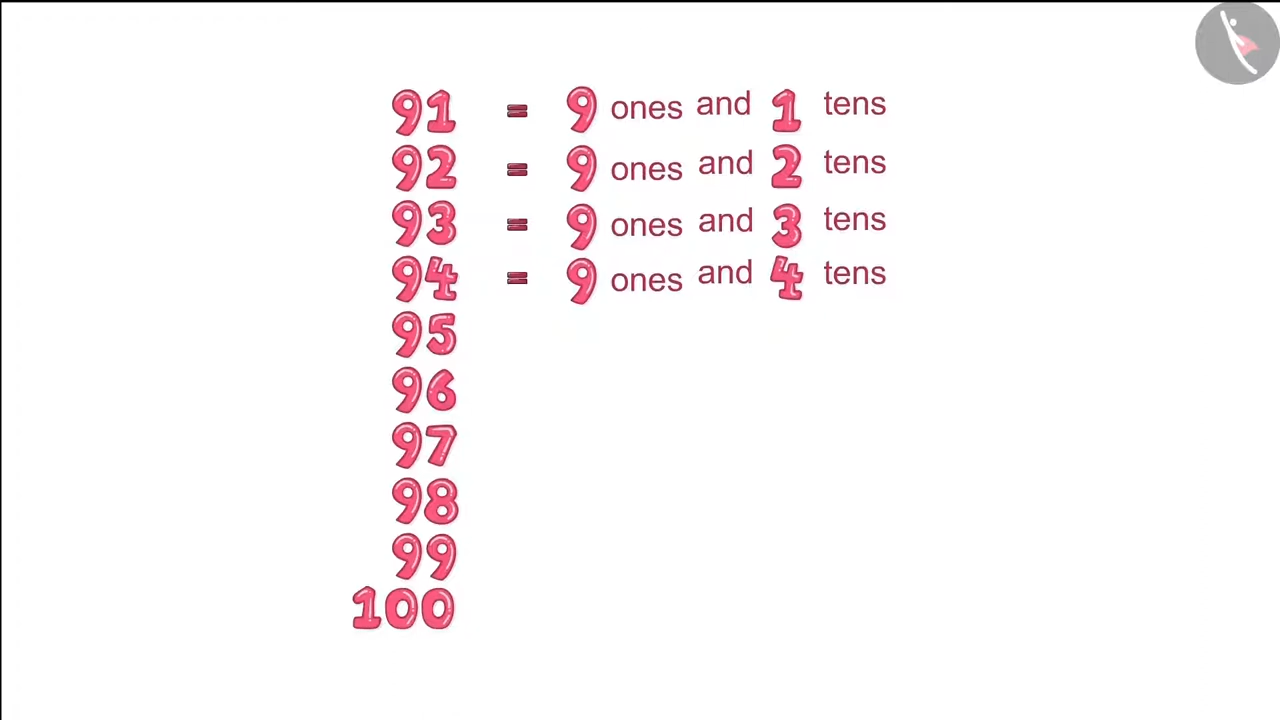 91 = 9 ones and 1 tens
92 = 9 ones and 2 tens
93 = 9 ones and 3 tens
94 = 9 ones and 4 tens
95
96
97
98
99
100